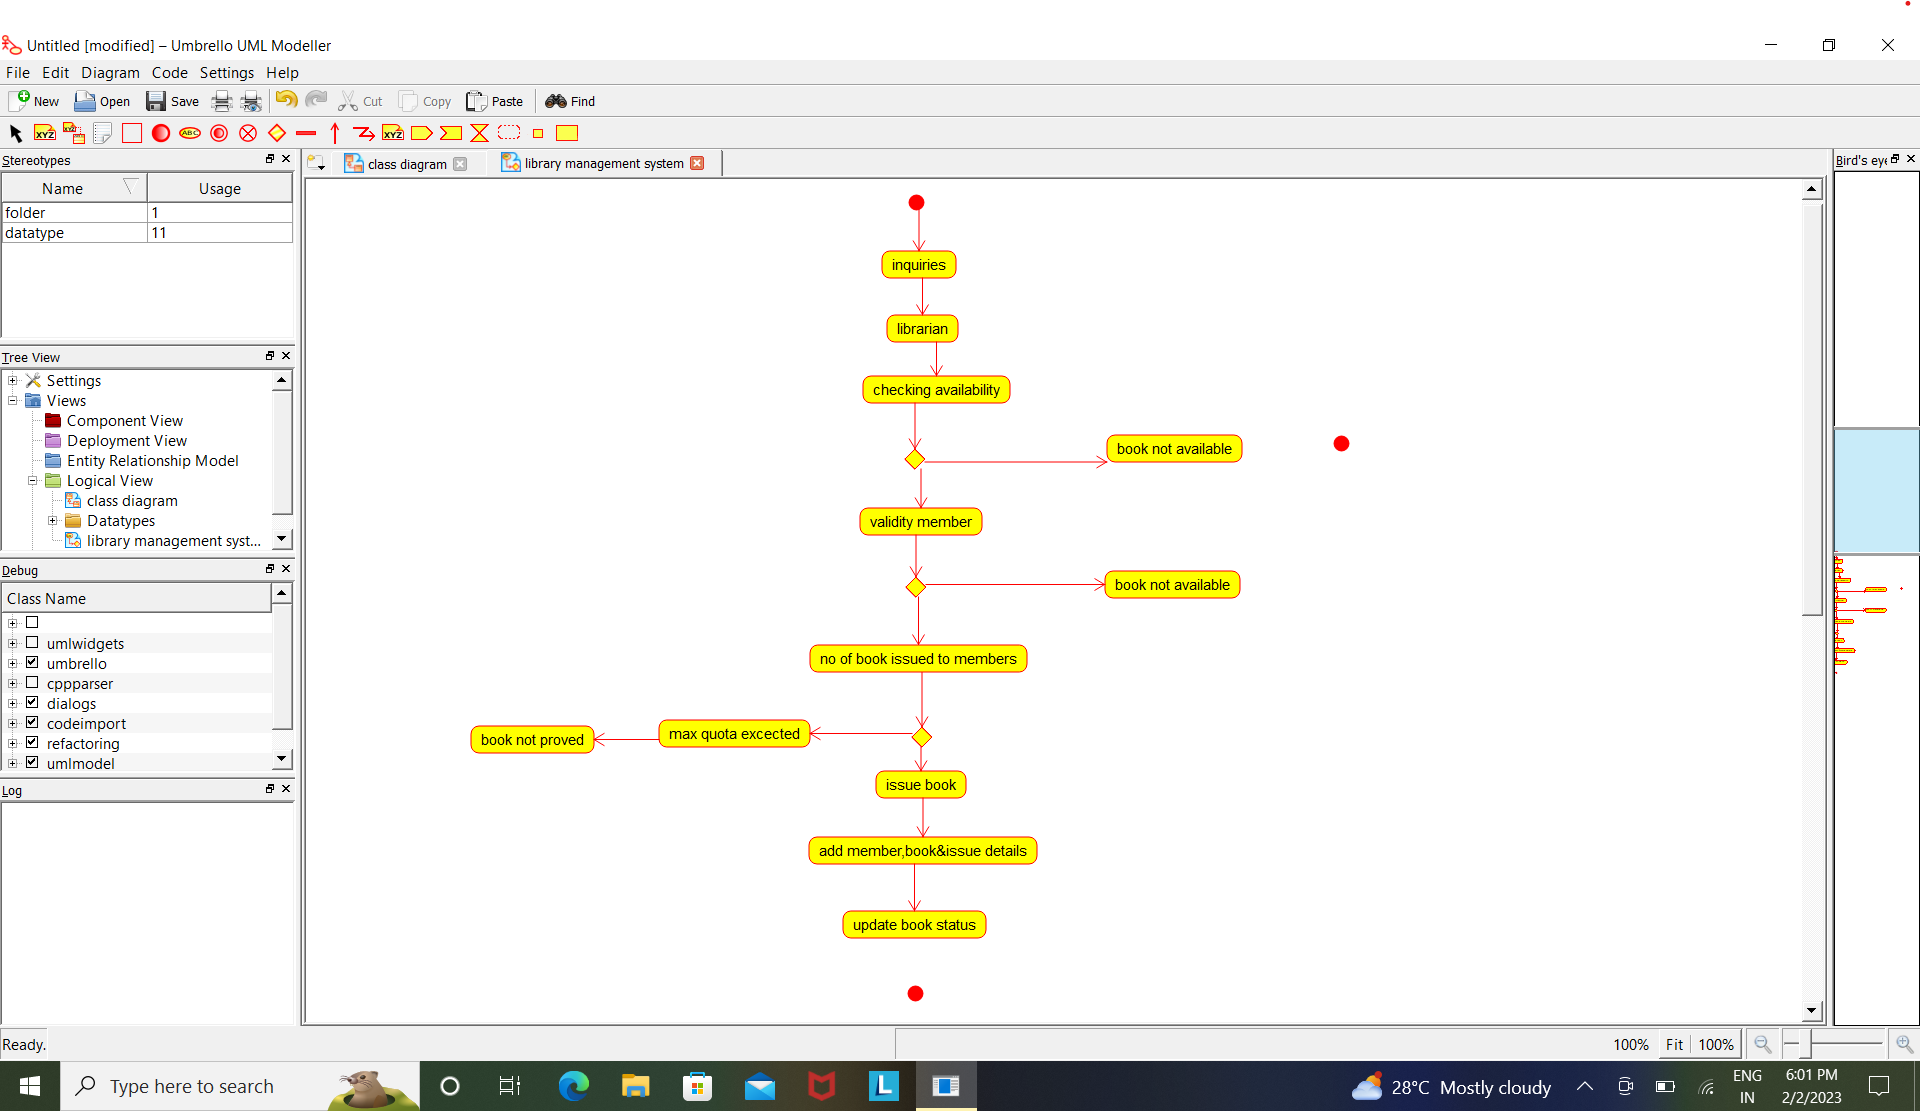 Untitled [modified] – Umbrello UML Modeller
File Edit Diagram Code Settings Help
New Open Save Cut Copy Paste Find
XYZ XYZ ABC XYZ
Stereotypes
Name Usage
folder 1
datatype 11
Tree View
Settings
Views
Component View
Deployment View
Entity Relationship Model
Logical View
class diagram
Datatypes
library management syst...
Debug
Class Name
umlwidgets
umbrello
cppparser
dialogs
codeimport
refactoring
umlmodel
Log
class diagram library management system
inquiries
librarian
checking availability
book not available
validity member
book not available
no of book issued to members
book not proved max quota excected
issue book
add member,book&issue details
update book status
Bird's eye
Ready.
100% Fit 100%
Type here to search
L
28°C Mostly cloudy
ENG
IN
6:01 PM
2/2/2023